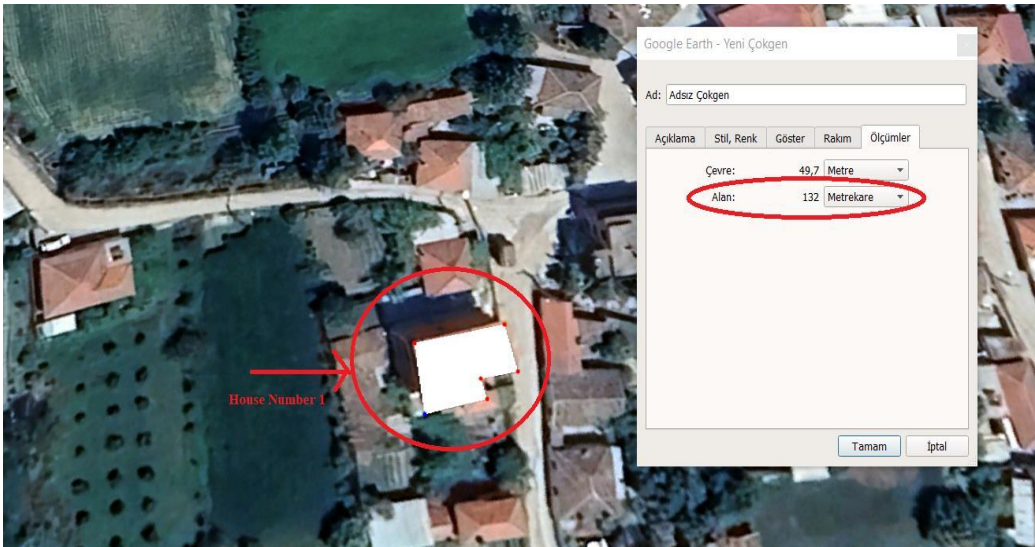 Google Earth - Yeni Çokgen
Ad: Adsız Çokgen
Açıklama Stil, Renk Göster Rakım Ölçümler
Çevre: 49,7 Metre
Alan: 132 Metrekare
House Number 1
Tamam İptal